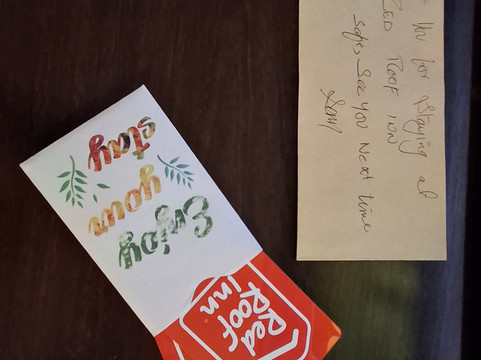 You for staying at
RED ROOF INN
safe, See you Next time
Enjoy
your
stay
Red
Roof
Inn